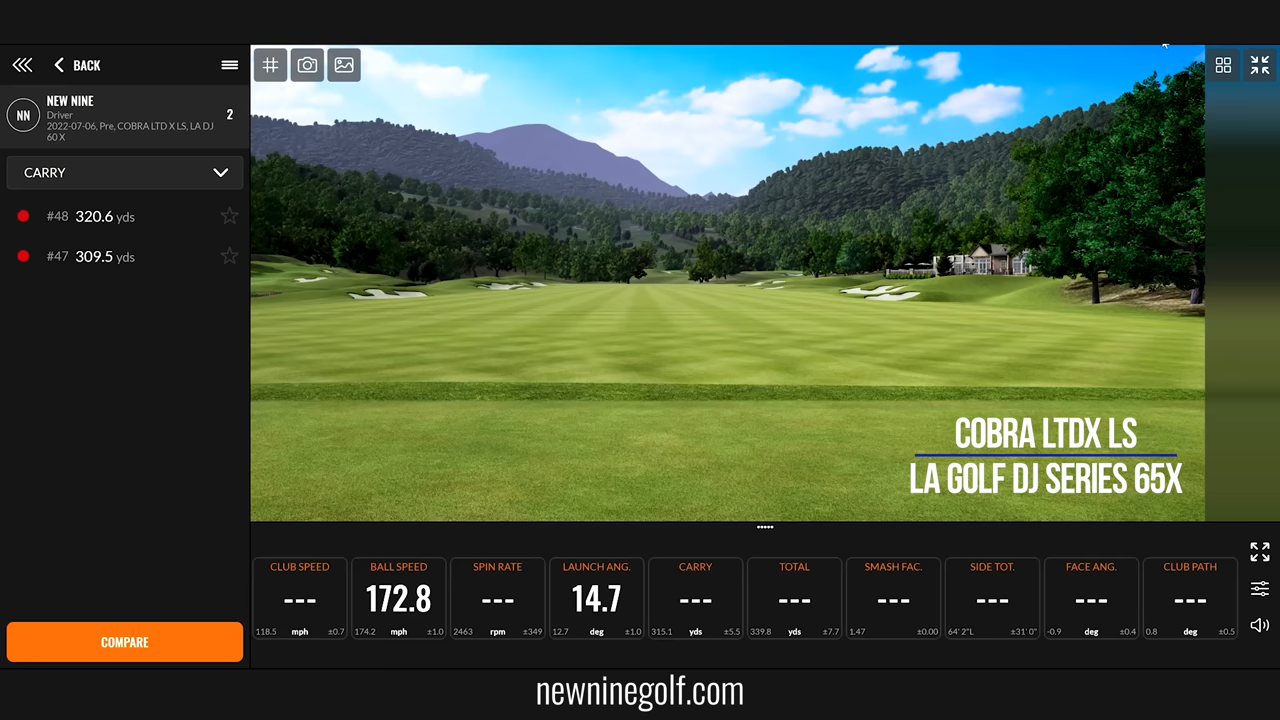 BACK
NN
NEW NINE
Driver
2022-07-06, Pre, COBRA LTD X LS, LA DJ
60 X
2
CARRY
#48 320.6 yds
#47 309.5 yds
COMPARE
COBRA LTDX LS
LA GOLF DJ SERIES 65X
CLUB SPEED
---
118.5 mph ±0.7
BALL SPEED
172.8
174.2 mph ±1.0
SPIN RATE
---
2463 rpm ±349
LAUNCH ANG.
14.7
12.7 deg ±1.0
CARRY
---
315.1 yds ±5.5
TOTAL
---
339.8 yds ±7.7
SMASH FAC.
---
1.47 ±0.00
SIDE TOT.
---
64' 2"L ±31' 0"
FACE ANG.
---
-0.9 deg ±0.4
CLUB PATH
---
0.8 deg ±0.5
newninegolf.com